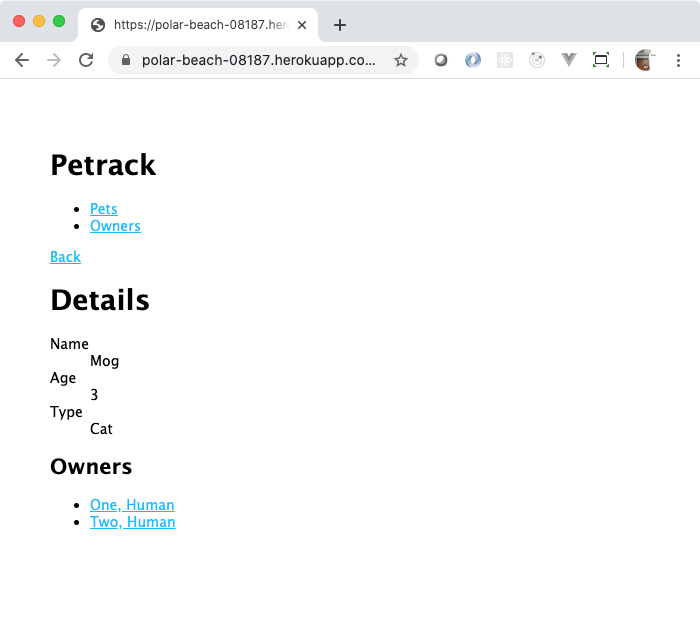 https://polar-beach-08187.her
polar-beach-08187.herokuapp.co...
Petrack
Pets
Owners
Back
Details
Name
Mog
Age
3
Type
Cat
Owners
One, Human
Two, Human